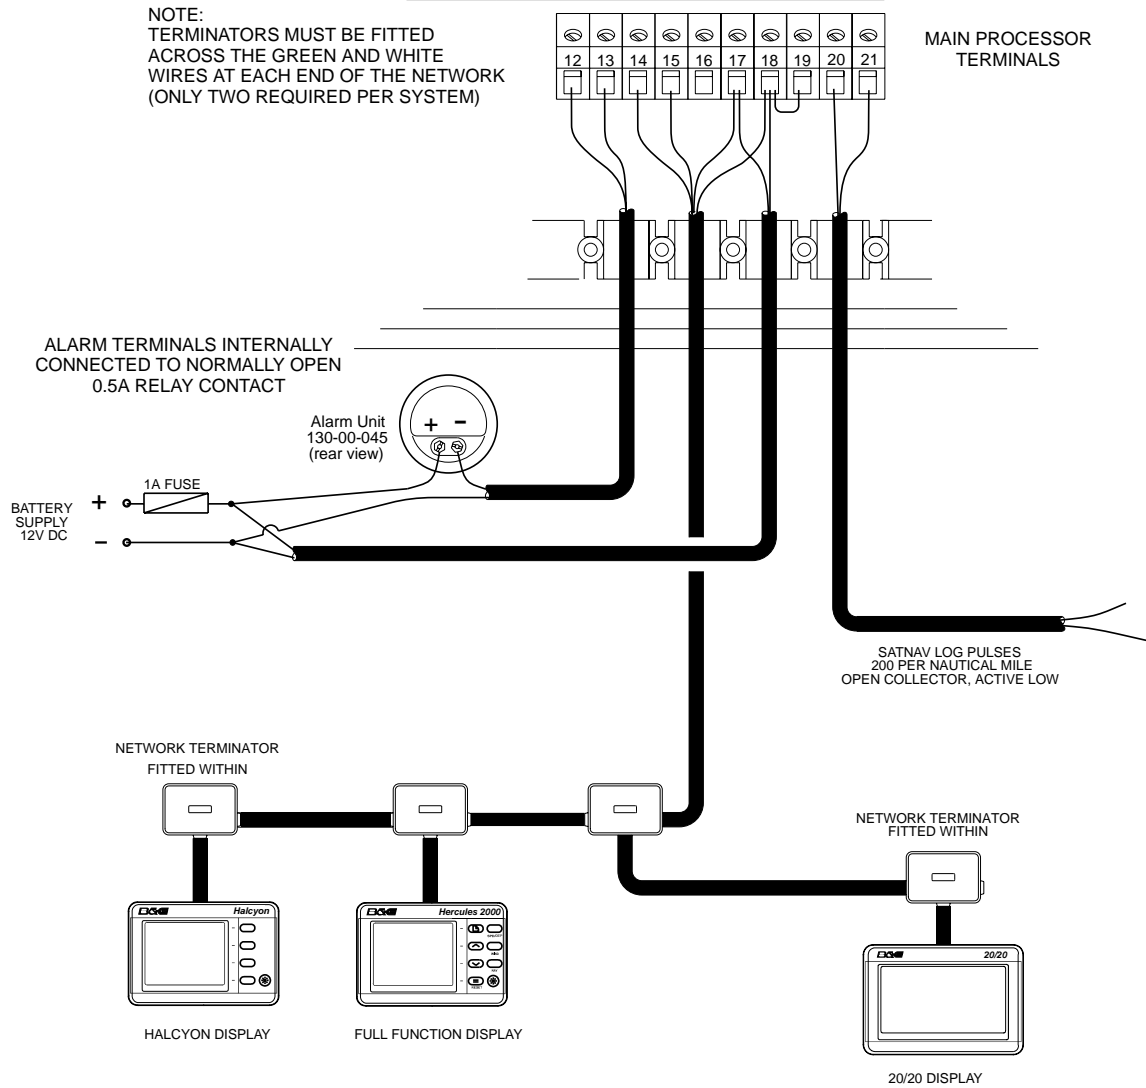 NOTE:
TERMINATORS MUST BE FITTED
ACROSS THE GREEN AND WHITE
WIRES AT EACH END OF THE NETWORK
(ONLY TWO REQUIRED PER SYSTEM)
12 13 14 15 16 17 18 19 20 21
MAIN PROCESSOR
TERMINALS
ALARM TERMINALS INTERNALLY
CONNECTED TO NORMALLY OPEN
0.5A RELAY CONTACT
Alarm Unit
130-00-045
(rear view)
+ -
1A FUSE
BATTERY
SUPPLY
12V DC
+
-
SATNAV LOG PULSES
200 PER NAUTICAL MILE
OPEN COLLECTOR, ACTIVE LOW
NETWORK TERMINATOR
FITTED WITHIN
NETWORK TERMINATOR
FITTED WITHIN
B&G Halcyon
B&G Hercules 2000
B&G 20/20
HALCYON DISPLAY
FULL FUNCTION DISPLAY
20/20 DISPLAY